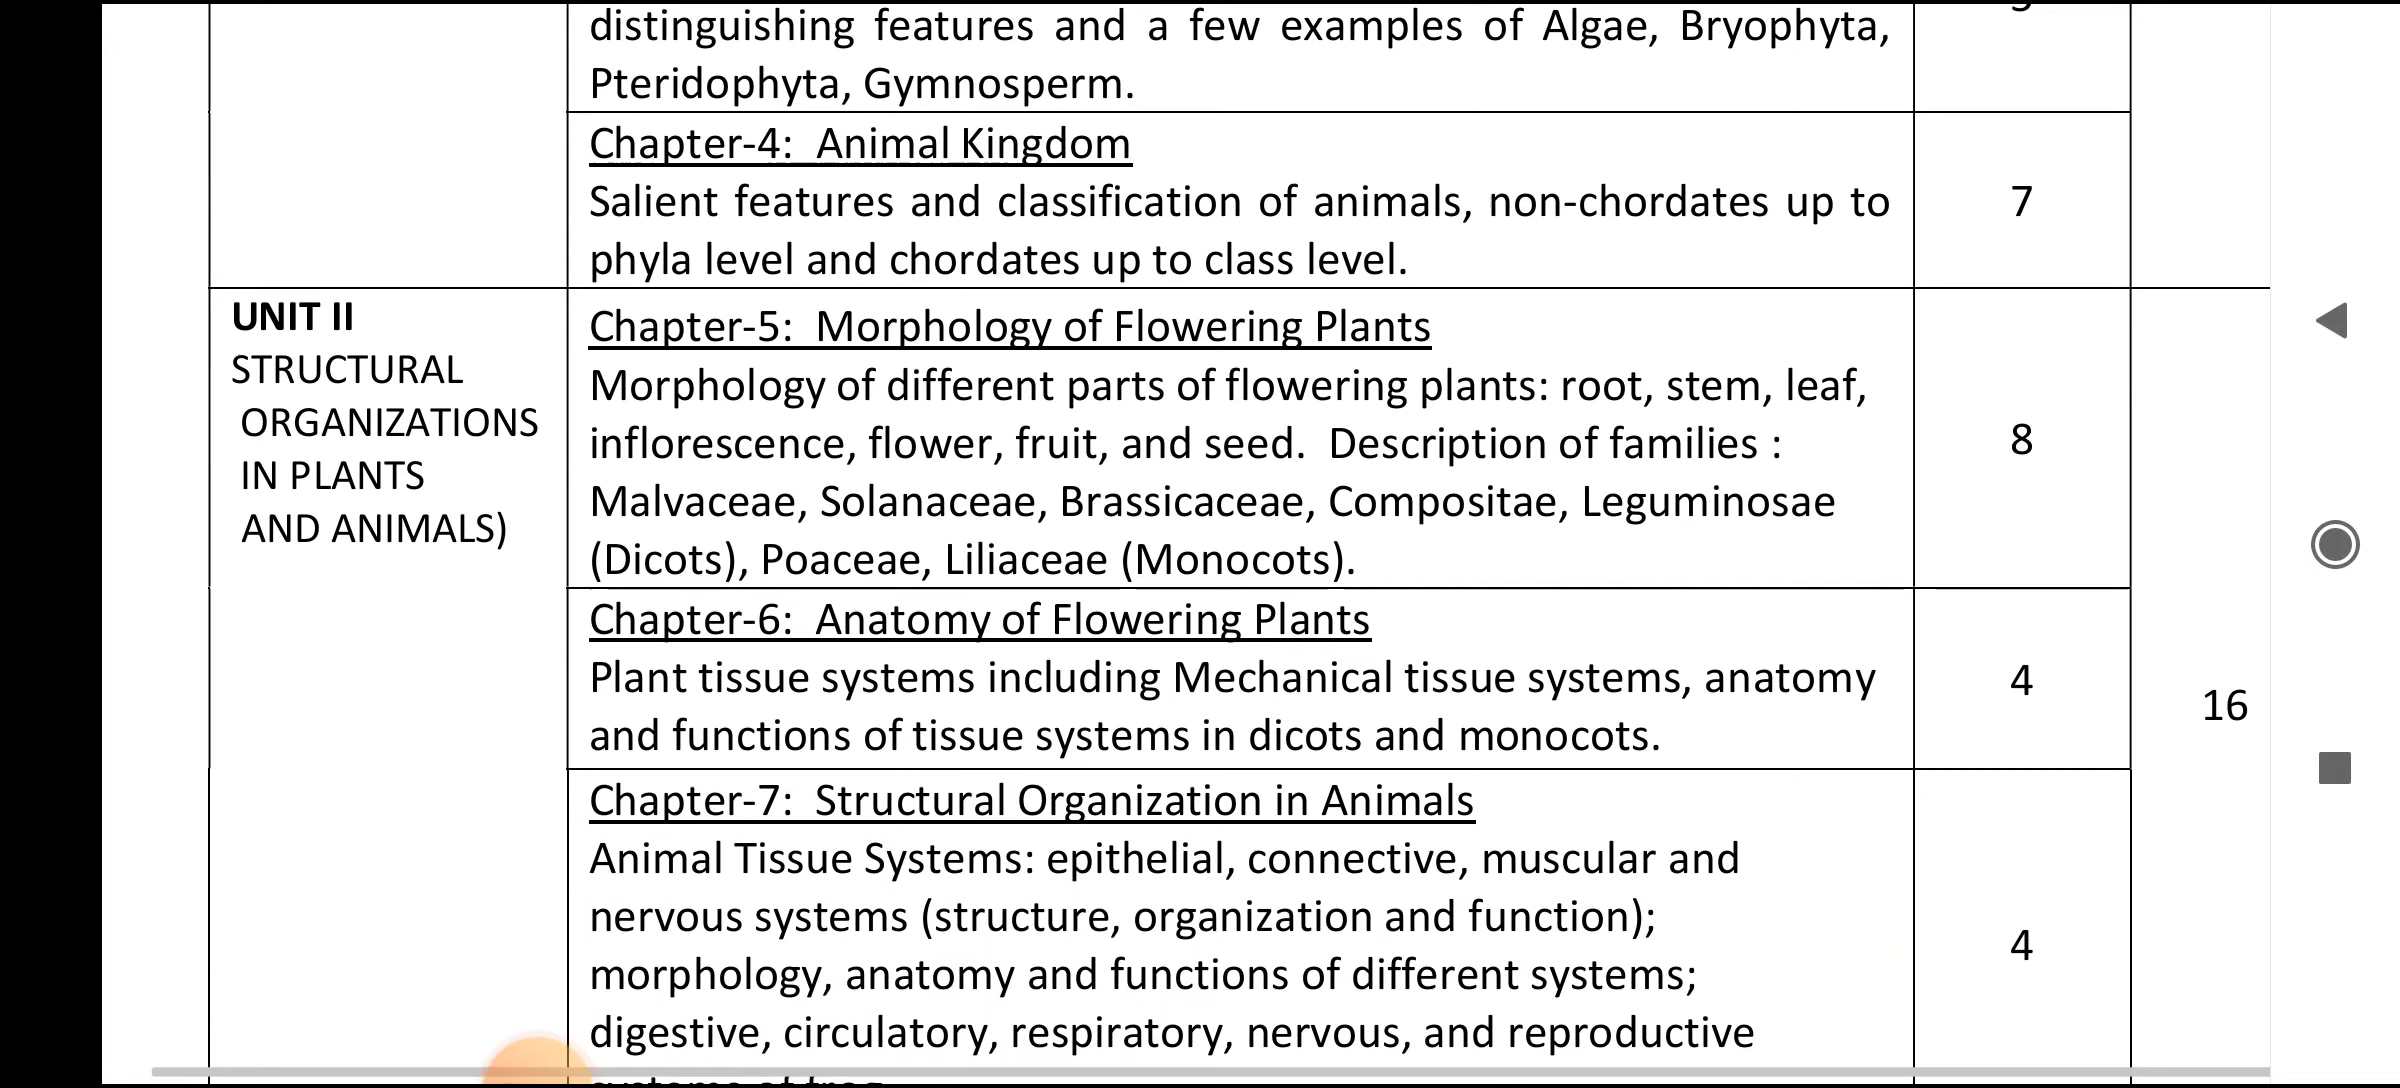 distinguishing features and a few examples of Algae, Bryophyta,
Pteridophyta, Gymnosperm.
Chapter-4: Animal Kingdom
Salient features and classification of animals, non-chordates up to
phyla level and chordates up to class level.
7
UNIT II
STRUCTURAL
ORGANIZATIONS
IN PLANTS
AND ANIMALS)
Chapter-5: Morphology of Flowering Plants
Morphology of different parts of flowering plants: root, stem, leaf,
inflorescence, flower, fruit, and seed. Description of families :
Malvaceae, Solanaceae, Brassicaceae, Compositae, Leguminosae
(Dicots), Poaceae, Liliaceae (Monocots).
8
Chapter-6: Anatomy of Flowering Plants
Plant tissue systems including Mechanical tissue systems, anatomy
and functions of tissue systems in dicots and monocots.
4
16
Chapter-7: Structural Organization in Animals
Animal Tissue Systems: epithelial, connective, muscular and
nervous systems (structure, organization and function);
morphology, anatomy and functions of different systems;
digestive, circulatory, respiratory, nervous, and reproductive
4